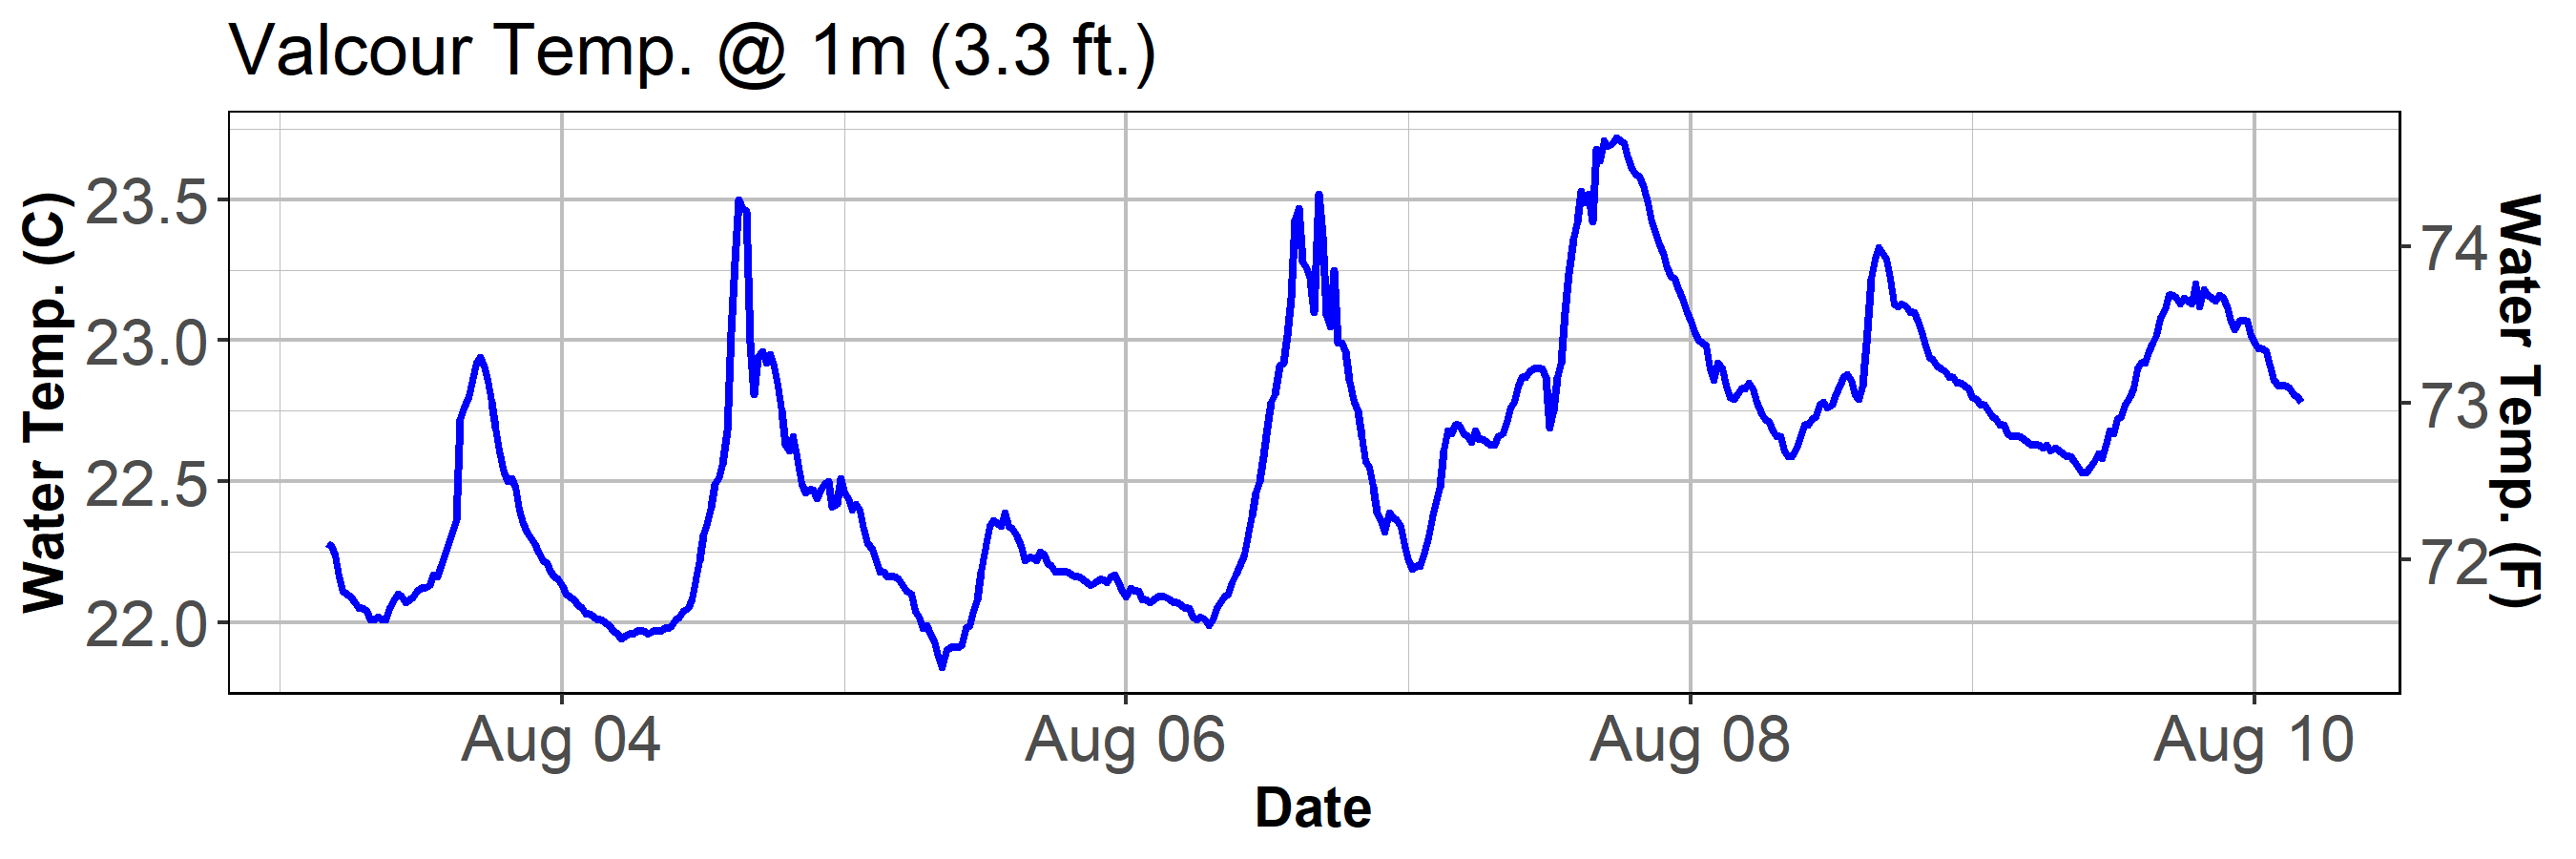 Valcour Temp. @ 1m (3.3 ft.)
Water Temp. (C)
23.5
23.0
22.5
22.0
74
73
72
Water Temp. (F)
Aug 04 Aug 06 Aug 08 Aug 10
Date